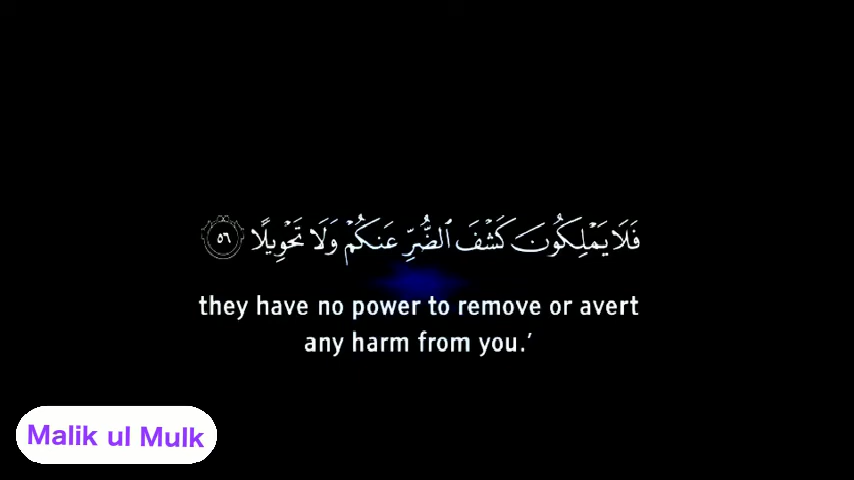 فَلَا يَمْلِكُونَ كَشْفَ الضُّرِّ عَنكُمْ وَلَا تَحْوِيلًا ٥٦
they have no power to remove or avert
any harm from you.’
Malik ul Mulk